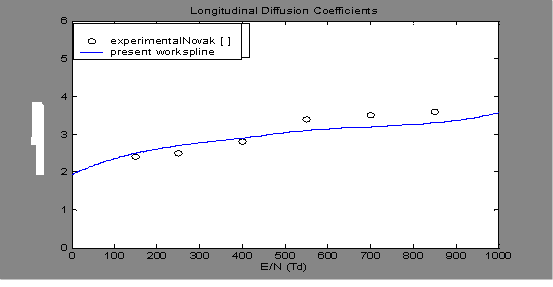 Longitudinal Diffusion Coefficients
6
experimentalNovak [ ]
present workspline
5
4
3
2
1
0
0 100 200 300 400 500 600 700 800 900 1000
E/N (Td)